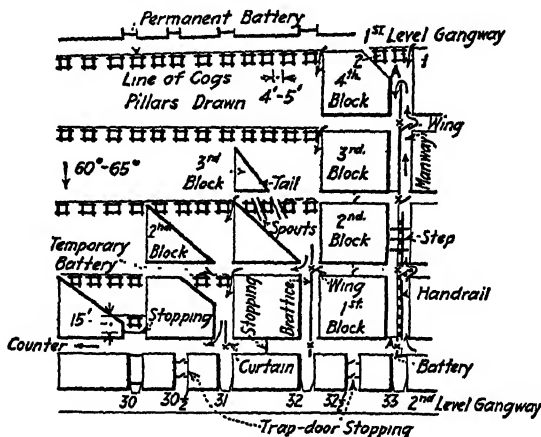 Permanent Battery
1ST Level Gangway
2 1
Line of Cogs
Pillars Drawn
4'-5'
4th
Block
A
Wing
60°-65°
3rd
Block
Y
Tail
3rd
Block
Manway
Spouts
2nd
Block
2nd
Block
Step
Temporary
Battery
Stopping
Stopping
Brattice
Wing
1st
Block
Handrail
15'
Counter
Curtain
Battery
30 30½ 31 32 32½ 33
2nd Level Gangway
Trap-door Stopping